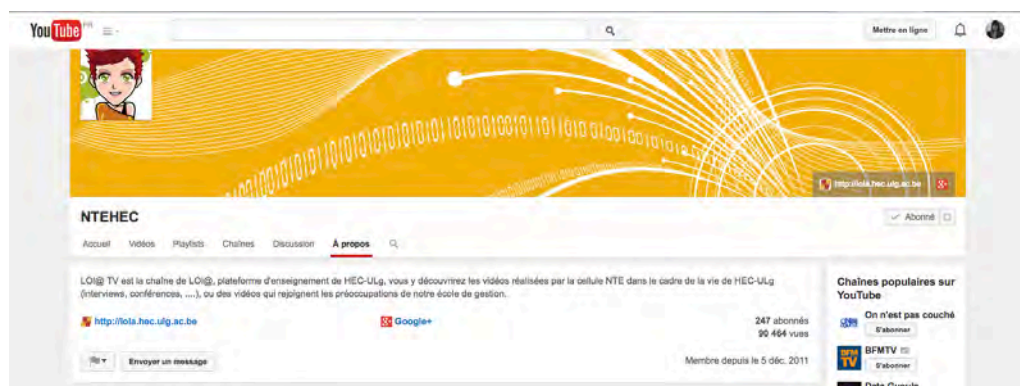 YouTube FR
Mettre en ligne
http://lola.hec.ulg.ac.be
NTEHEC
Abonné
Accueil Vidéos Playlists Chaînes Discussion À propos
LOl@ TV est la chaîne de LOl@, plateforme d'enseignement de HEC-ULg, vous y découvrirez les vidéos réalisées par la cellule NTE dans le cadre de la vie de HEC-ULg
(interviews, conférences, ....), ou des vidéos qui rejoignent les préoccupations de notre école de gestion.
http://lola.hec.ulg.ac.be Google+
247 abonnés
90 464 vues
Envoyer un message
Membre depuis le 5 déc. 2011
Chaînes populaires sur
YouTube
On n'est pas couché
S'abonner
BFM
TV
BFMTV
S'abonner